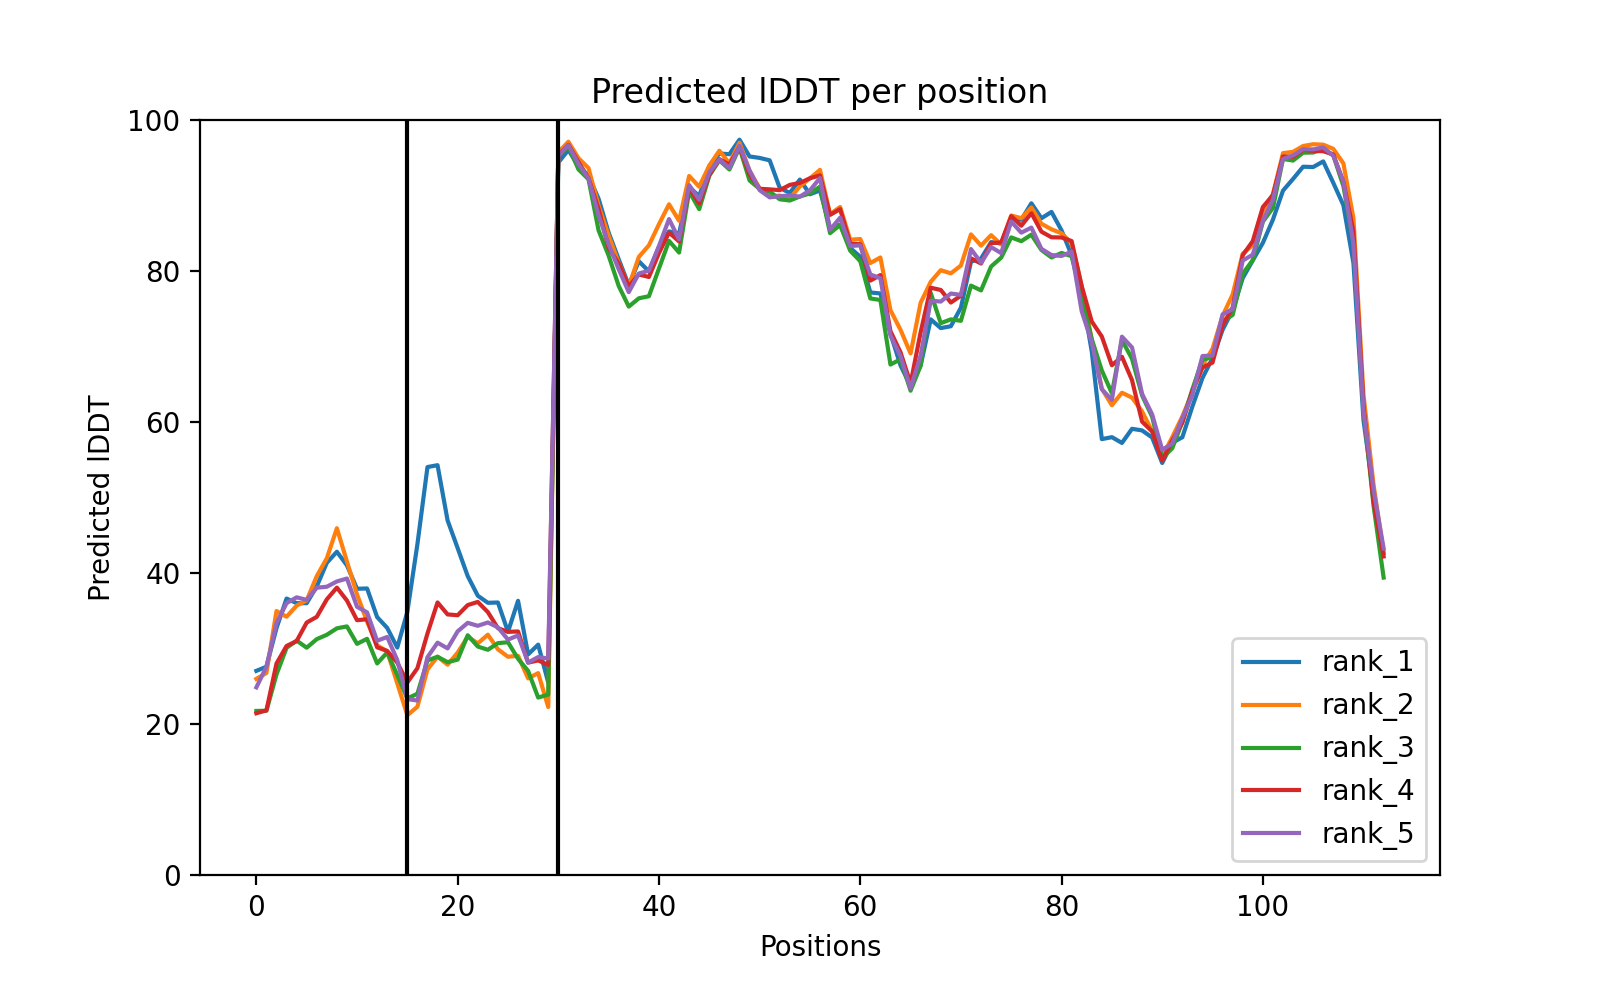 Predicted lDDT per position
Predicted lDDT
100
80
60
40
20
0
0 20 40 60 80 100
Positions
rank_1
rank_2
rank_3
rank_4
rank_5